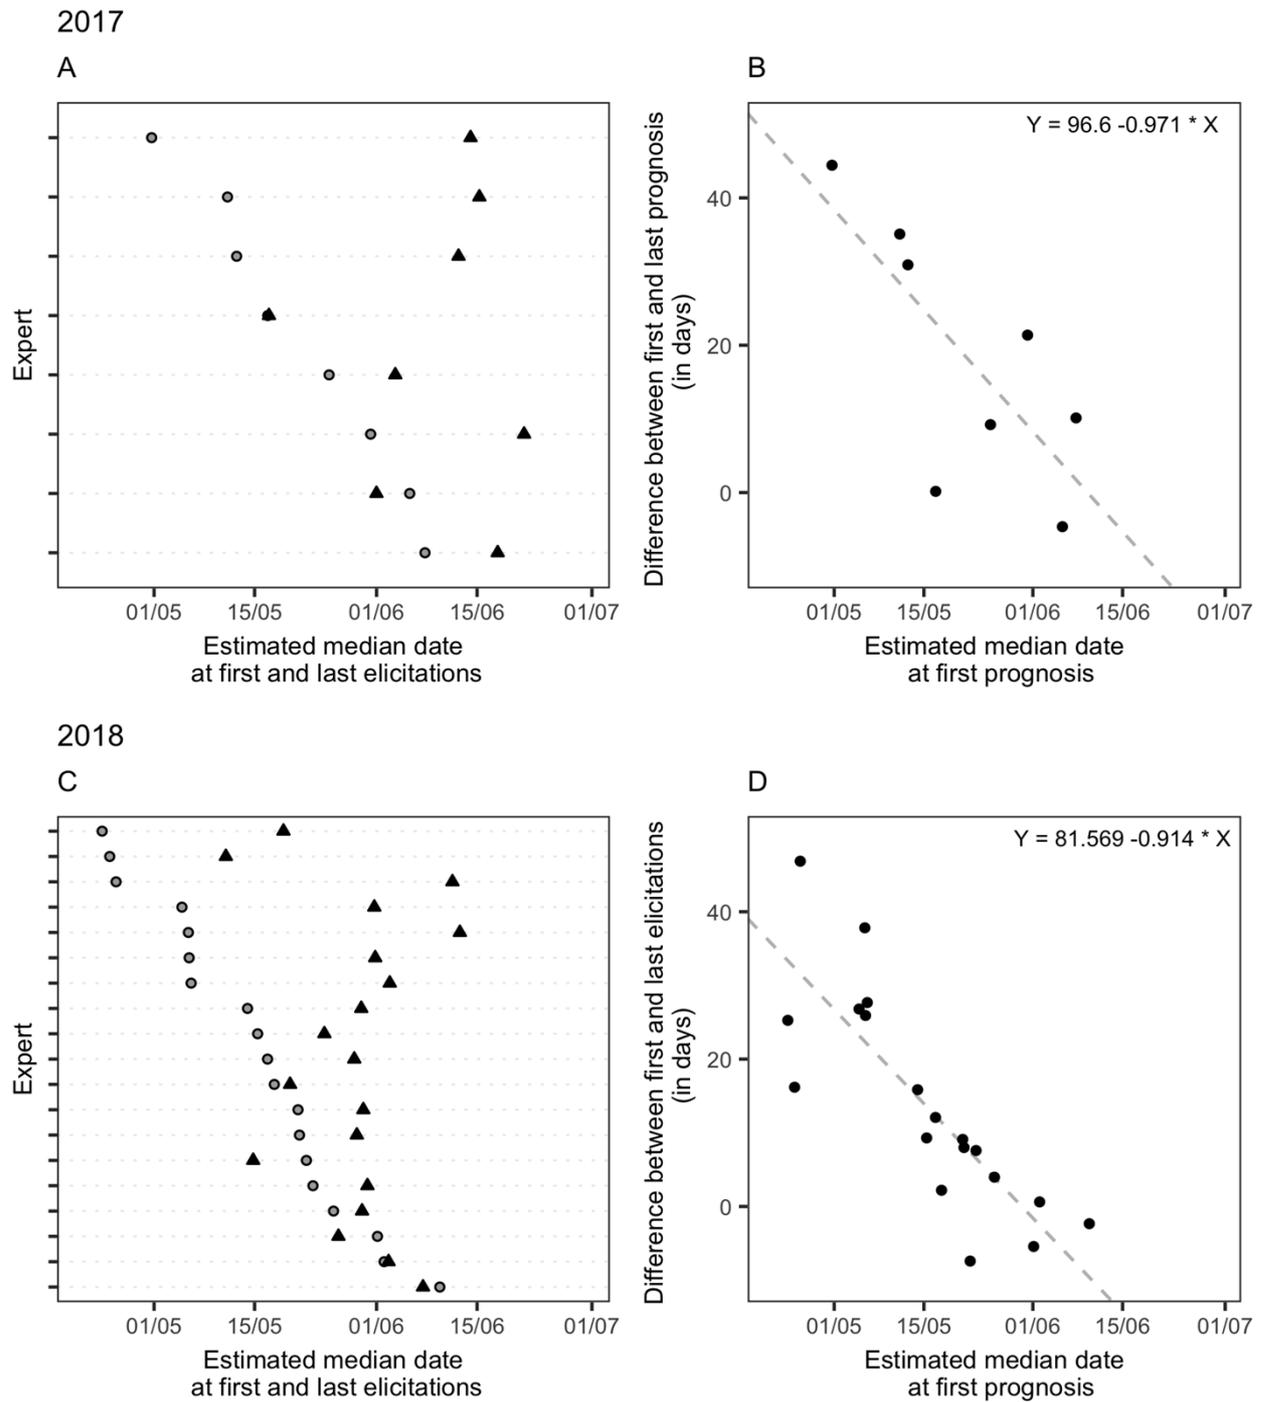 2017
A
B
Expert
01/05 15/05 01/06 15/06 01/07
Estimated median date
at first and last elicitations
Difference between first and last prognosis
(in days)
Y = 96.6 -0.971 * X
40
20
0
01/05 15/05 01/06 15/06 01/07
Estimated median date
at first prognosis
2018
C
D
Expert
01/05 15/05 01/06 15/06 01/07
Estimated median date
at first and last elicitations
Difference between first and last elicitations
(in days)
Y = 81.569 -0.914 * X
40
20
0
01/05 15/05 01/06 15/06 01/07
Estimated median date
at first prognosis